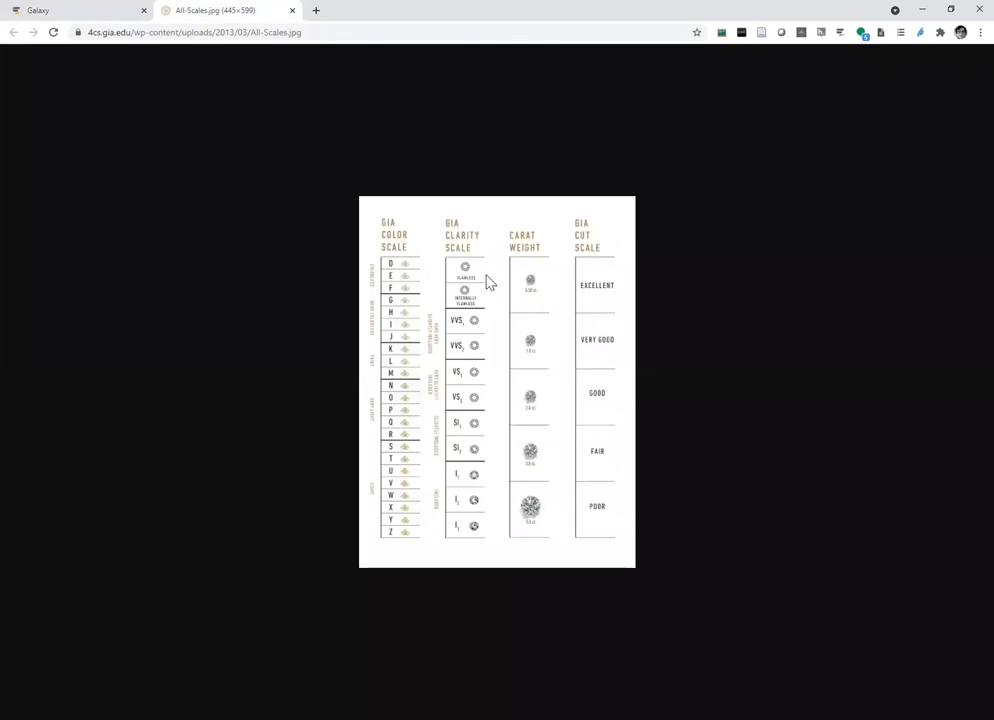 Galaxy
All-Scales.jpg (445×599)
4cs.gia.edu/wp-content/uploads/2013/03/All-Scales.jpg
GIA
COLOR
SCALE
D
E
F
G
H
I
J
K
L
M
N
O
P
Q
R
S
T
U
V
W
X
Y
Z
GIA
CLARITY
SCALE
FLAWLESS
INTERNALLY
FLAWLESS
VVS1
VVS2
VS1
VS2
SI1
SI2
I1
I2
I3
CARAT
WEIGHT
GIA
CUT
SCALE
EXCELLENT
VERY GOOD
GOOD
FAIR
POOR